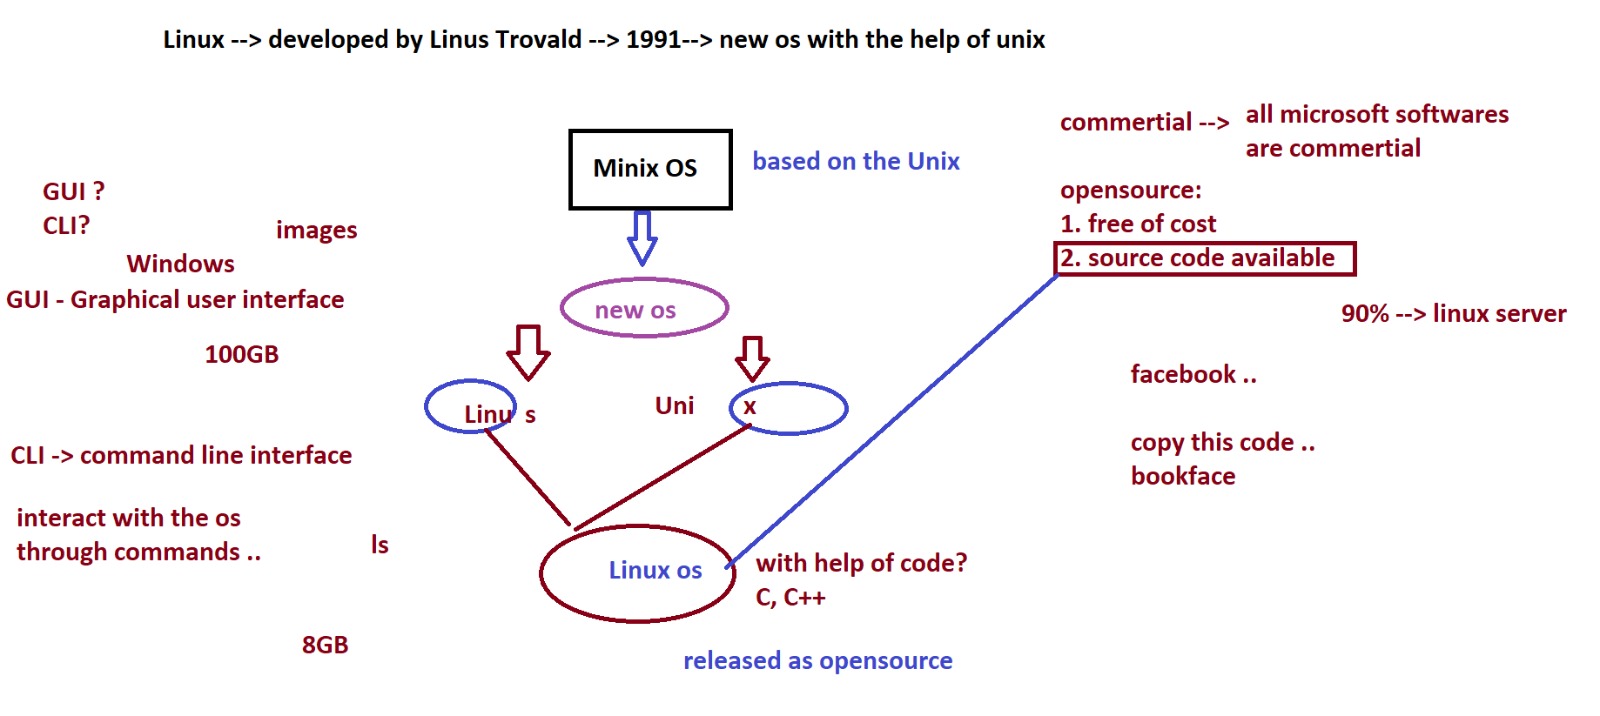 Linux --> developed by Linus Trovald --> 1991--> new os with the help of unix
commertial -->
all microsoft softwares
are commertial
Minix OS
based on the Unix
GUI ?
CLI?
images
opensource:
1. free of cost
2. source code available
Windows
GUI - Graphical user interface
new os
90% --> linux server
100GB
facebook ..
Linu s
Uni x
CLI -> command line interface
copy this code ..
bookface
interact with the os
through commands ..
ls
Linux os
with help of code?
C, C++
8GB
released as opensource